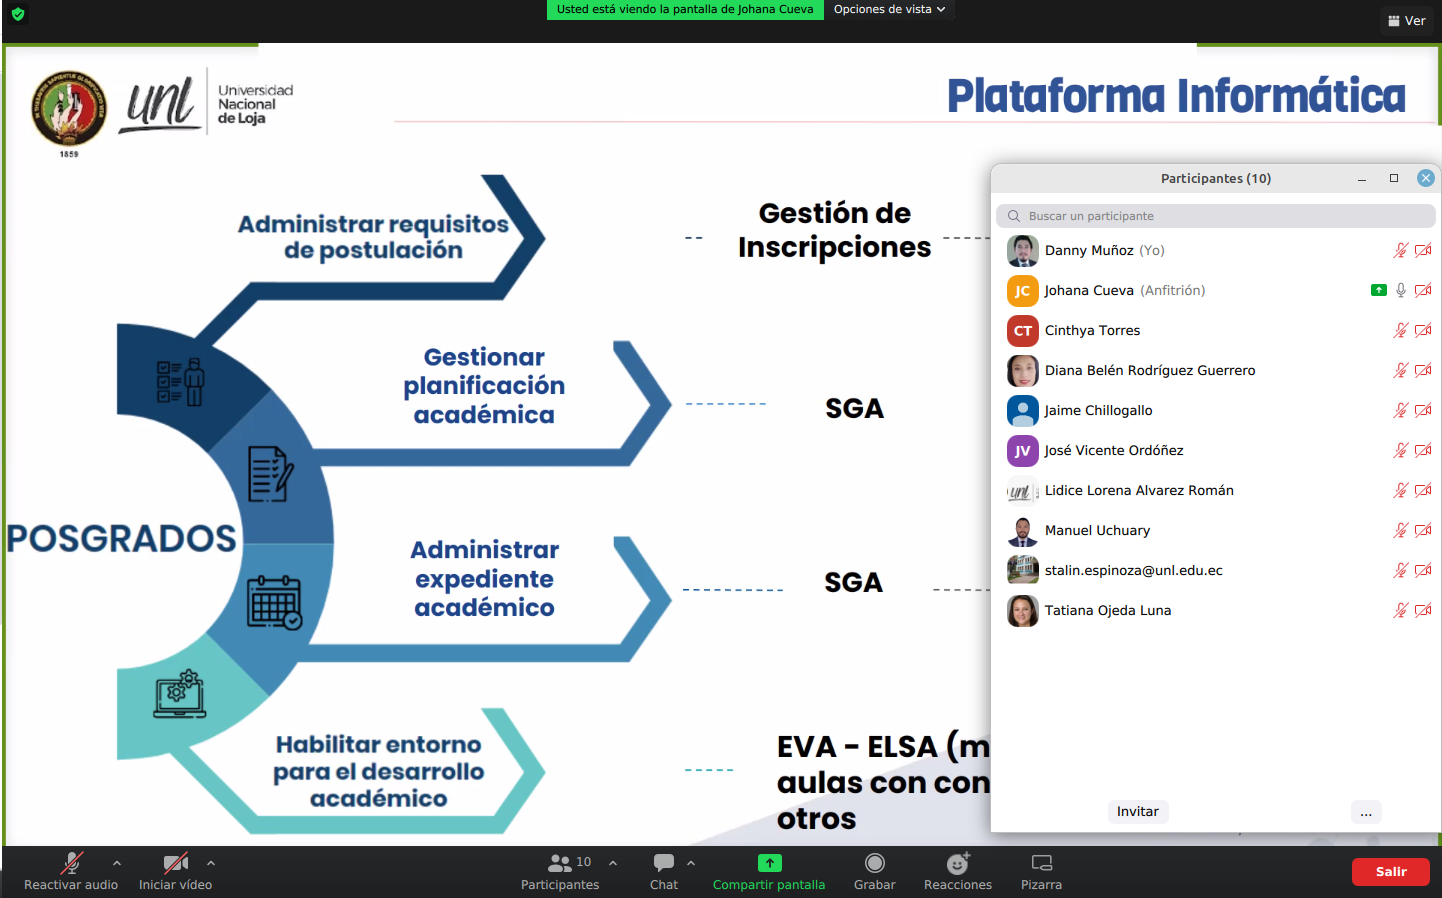 Usted está viendo la pantalla de Johana Cueva
Opciones de vista
Ver
unl
Universidad
Nacional
de Loja
1859
Plataforma Informática
Administrar requisitos
de postulación
Gestión de
Inscripciones
Gestionar
planificación
académica
SGA
POSGRADOS
Administrar
expediente
académico
SGA
Habilitar entorno
para el desarrollo
académico
EVA - ELSA (m
aulas con con
otros
Participantes (10)
Buscar un participante
Danny Muñoz (Yo)
JC Johana Cueva (Anfitrión)
CT Cinthya Torres
Diana Belén Rodríguez Guerrero
Jaime Chillogallo
JV José Vicente Ordóñez
unl Lidice Lorena Alvarez Román
Manuel Uchuary
stalin.espinoza@unl.edu.ec
Tatiana Ojeda Luna
Invitar
...
Reactivar audio
Iniciar vídeo
10
Participantes
Chat
Compartir pantalla
Grabar
Reacciones
Pizarra
Salir